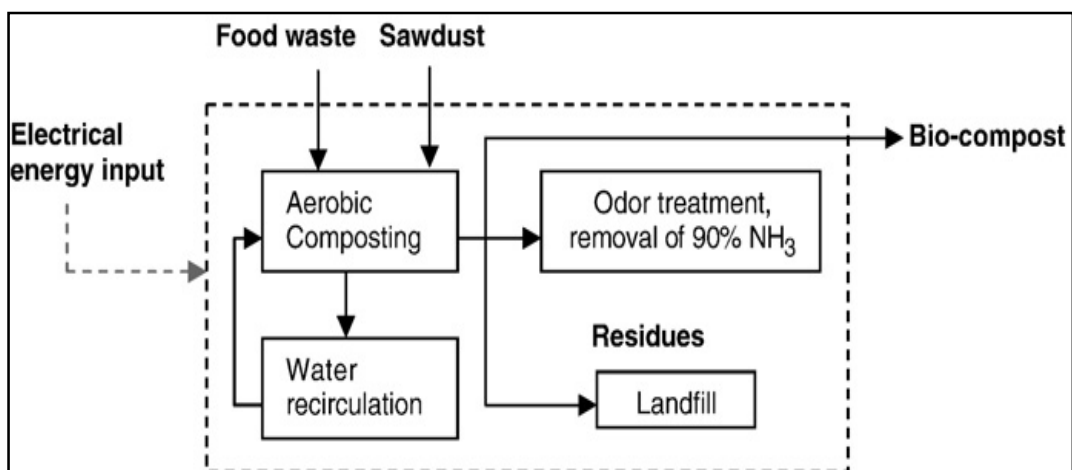 Food waste
Sawdust
Electrical
energy input
Bio-compost
Aerobic
Composting
Odor treatment,
removal of 90% NH₃
Residues
Water
recirculation
Landfill